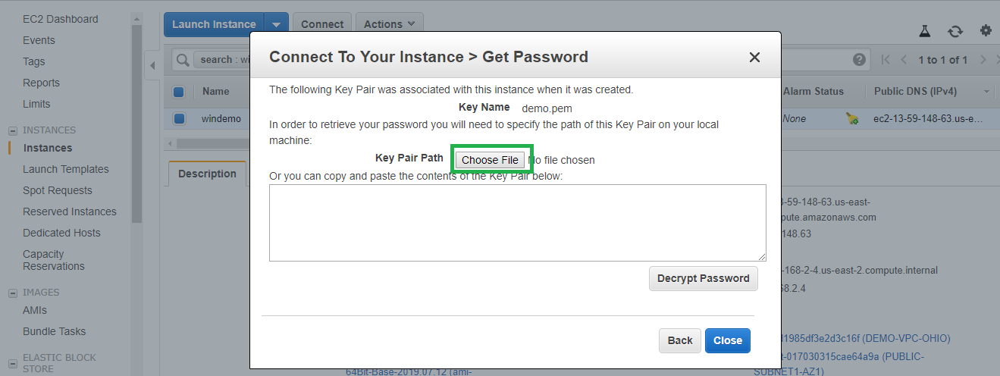 EC2 Dashboard
Events
Tags
Reports
Limits
INSTANCES
Instances
Launch Templates
Spot Requests
Reserved Instances
Dedicated Hosts
Capacity
Reservations
IMAGES
AMIs
Bundle Tasks
ELASTIC BLOCK
STORE
Launch Instance Connect Actions
search : wi
1 to 1 of 1
Name Alarm Status Public DNS (IPv4)
windemo None ec2-13-59-148-63.us-e...
Description
Connect To Your Instance > Get Password
The following Key Pair was associated with this instance when it was created.
Key Name demo.pem
In order to retrieve your password you will need to specify the path of this Key Pair on your local
machine:
Key Pair Path Choose File No file chosen
Or you can copy and paste the contents of the Key Pair below:
Decrypt Password
Back Close
3-59-148-63.us-east-
pute.amazonaws.com
148.63
-168-2-4.us-east-2.compute.internal
68.2.4
d1985df3e2d3c16f (DEMO-VPC-OHIO)
t-017030315cae64a9a (PUBLIC-
SUBNET1-AZ1)
64Bit-Base-2019.07.12 (ami-